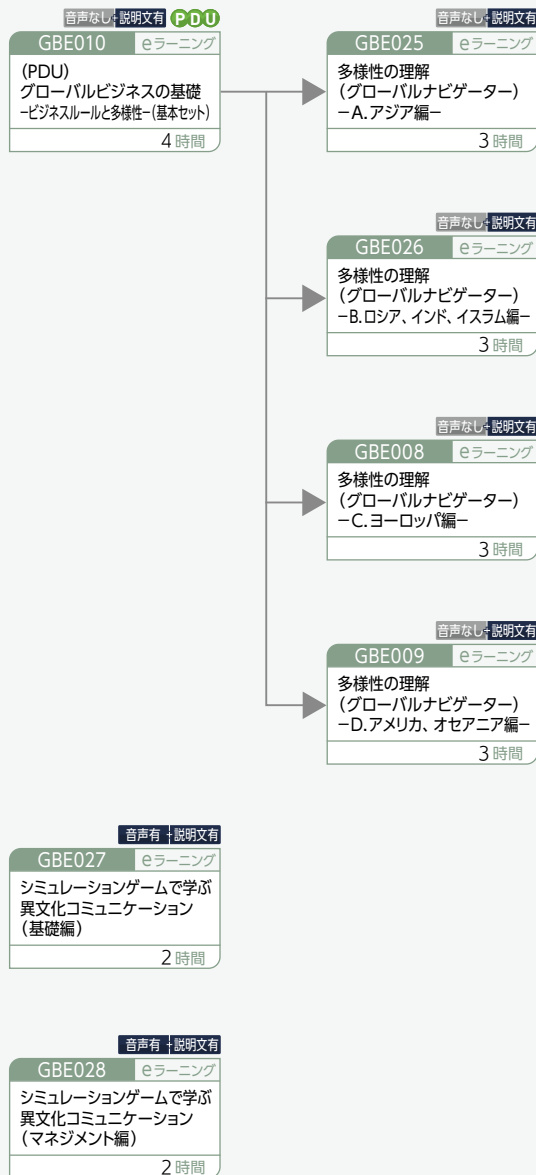 音声なし+説明文有 PDU
GBE010 eラーニング
(PDU)
グローバルビジネスの基礎
−ビジネスルールと多様性−(基本セット)
4時間
音声なし+説明文有
GBE025 eラーニング
多様性の理解
(グローバルナビゲーター)
−A.アジア編−
3時間
音声なし+説明文有
GBE026 eラーニング
多様性の理解
(グローバルナビゲーター)
−B.ロシア、インド、イスラム編−
3時間
音声なし+説明文有
GBE008 eラーニング
多様性の理解
(グローバルナビゲーター)
−C.ヨーロッパ編−
3時間
音声なし+説明文有
GBE009 eラーニング
多様性の理解
(グローバルナビゲーター)
−D.アメリカ、オセアニア編−
3時間
音声有+説明文有
GBE027 eラーニング
シミュレーションゲームで学ぶ
異文化コミュニケーション
(基礎編)
2時間
音声有+説明文有
GBE028 eラーニング
シミュレーションゲームで学ぶ
異文化コミュニケーション
(マネジメント編)
2時間